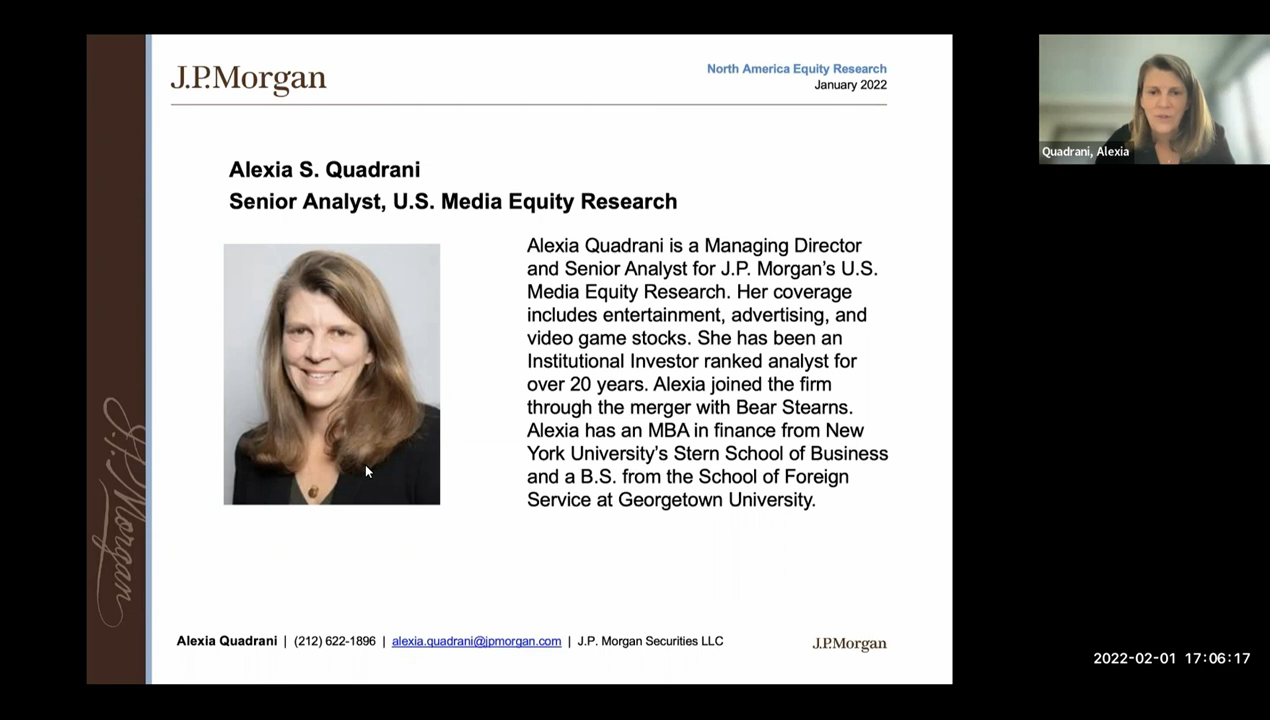 J.P.Morgan
North America Equity Research
January 2022
Alexia S. Quadrani
Senior Analyst, U.S. Media Equity Research
Alexia Quadrani is a Managing Director
and Senior Analyst for J.P. Morgan’s U.S.
Media Equity Research. Her coverage
includes entertainment, advertising, and
video game stocks. She has been an
Institutional Investor ranked analyst for
over 20 years. Alexia joined the firm
through the merger with Bear Stearns.
Alexia has an MBA in finance from New
York University’s Stern School of Business
and a B.S. from the School of Foreign
Service at Georgetown University.
J.P. Morgan
Alexia Quadrani | (212) 622-1896 | alexia.quadrani@jpmorgan.com | J.P. Morgan Securities LLC
J.P.Morgan
Quadrani, Alexia
2022-02-01 17:06:17